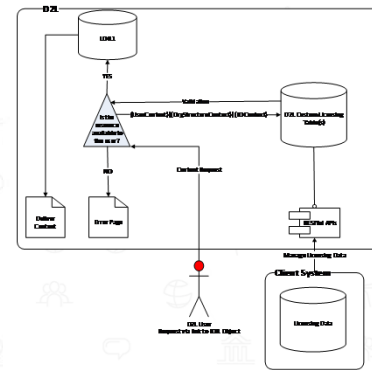 D2L
LOR L1
YES
Is the
resource
available to
the user?
Validation
{UserContext}{OrgStructureContext}{IDContext}
D2L Custom Licensing
Table(s)
NO
Content Request
Deliver
Content
Error Page
RESTful APIs
Manage Licensing Data
Client System
Licensing Data
D2L User
Requests via link to
Object